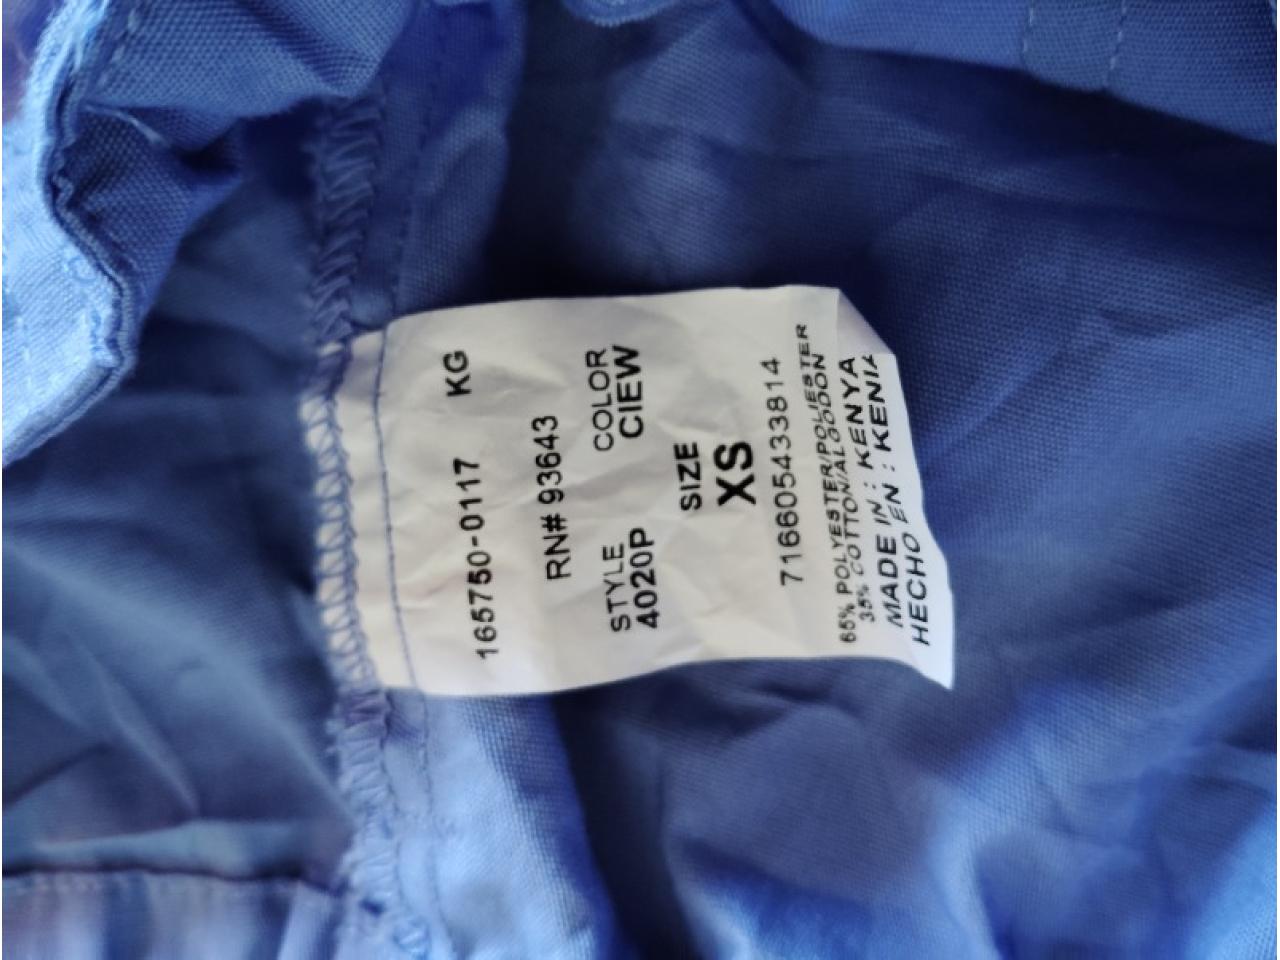 165750-0117 KG
RN# 93643
STYLE COLOR
4020P CIEW
SIZE
XS
716605433814
65% POLYESTER/POLIESTER
35% COTTON/ALGODON
MADE IN : KENYA
HECHO EN : KENIA